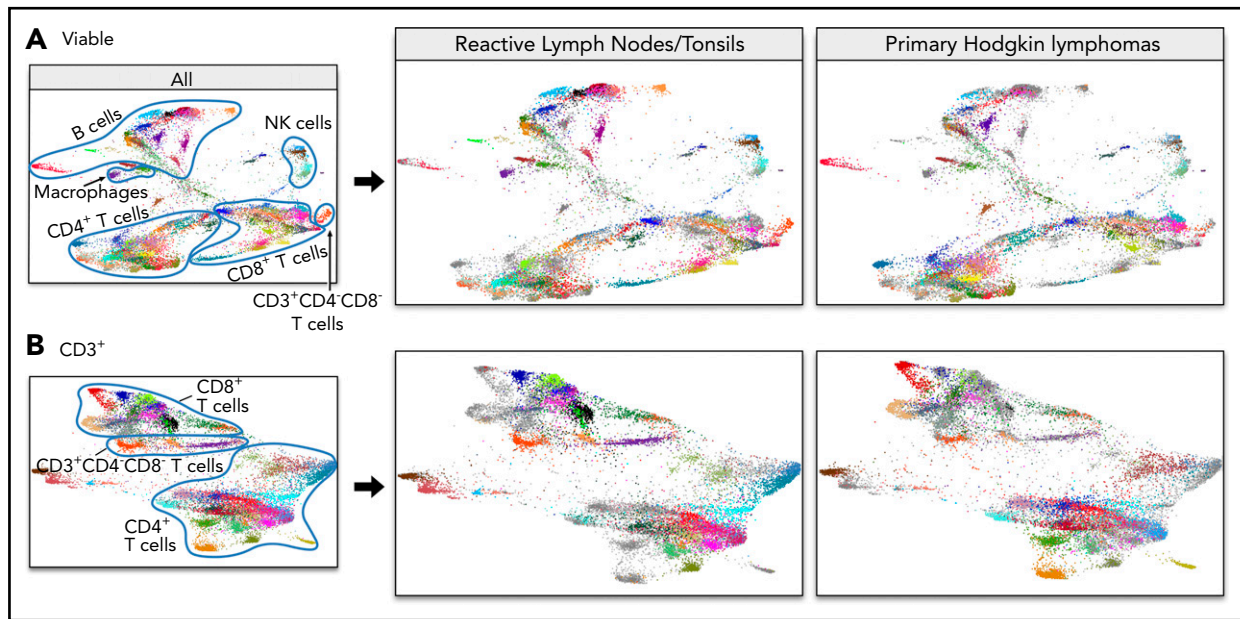 A Viable
All
Reactive Lymph Nodes/Tonsils
Primary Hodgkin lymphomas
B cells
NK cells
Macrophages
CD4⁺ T cells
CD8⁺ T cells
CD3⁺CD4⁻CD8⁻
T cells
B CD3⁺
CD8⁺
T cells
CD3⁺CD4⁻CD8⁻ T cells
CD4⁺
T cells